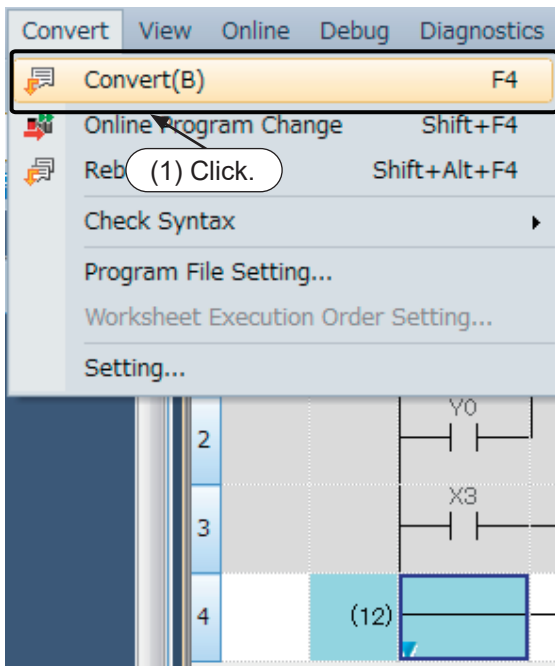 Convert View Online Debug Diagnostics
Convert(B) F4
Online Program Change Shift+F4
(1) Click.
Shift+Alt+F4
Check Syntax
Program File Setting...
Worksheet Execution Order Setting...
Setting...
Y0
2
X3
3
4 (12)